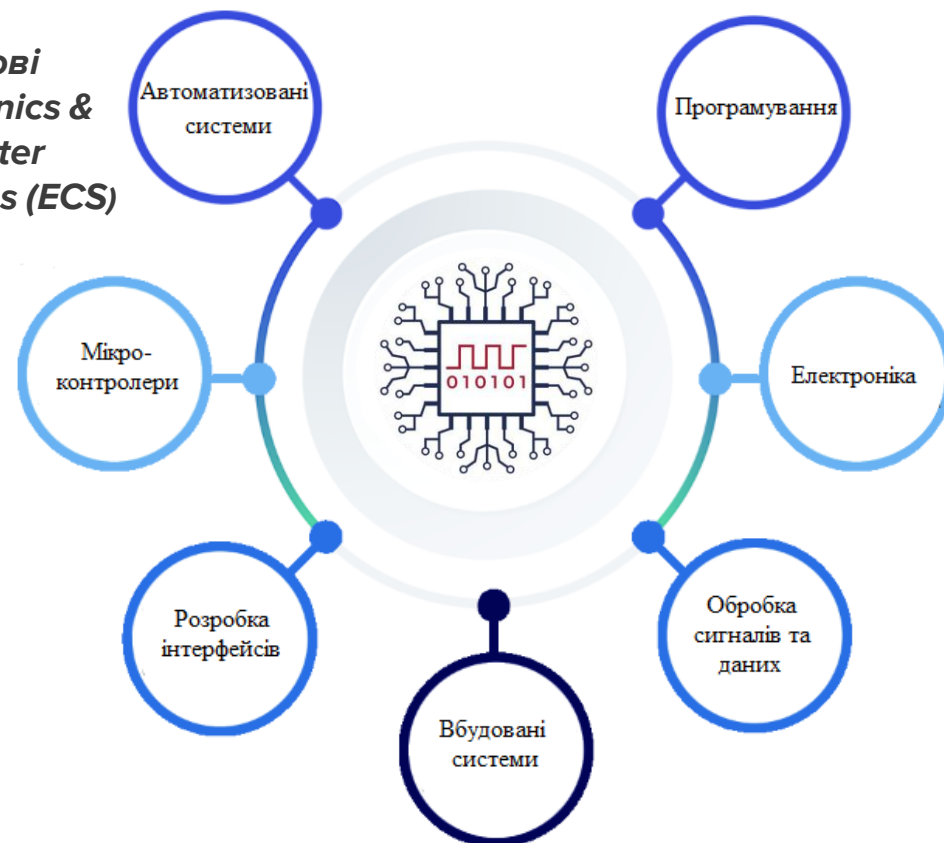 ові
nics &
ter
s (ECS)
Автоматизовані
системи
Програмування
Мікро-
контролери
010101
Електроніка
Розробка
інтерфейсів
Обробка
сигналів та
даних
Вбудовані
системи